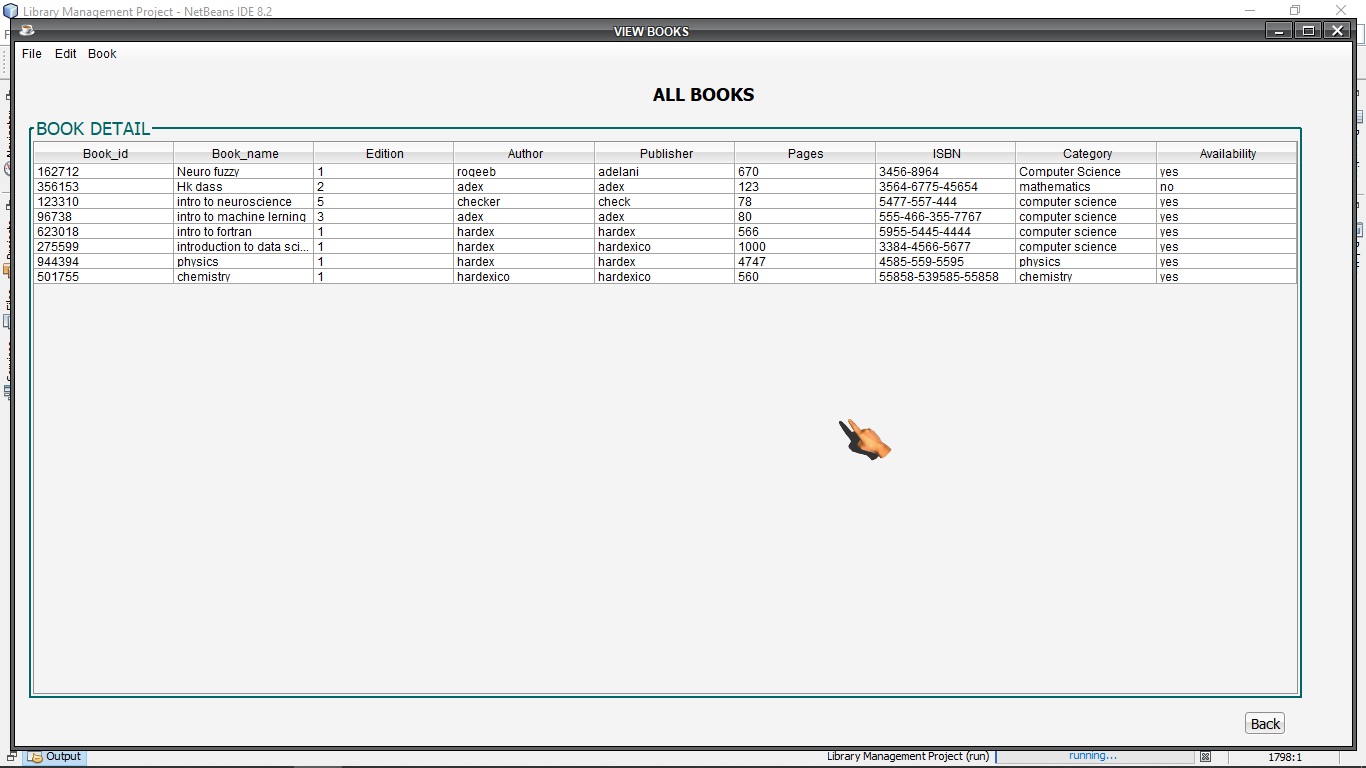 Library Management Project - NetBeans IDE 8.2
VIEW BOOKS
File Edit Book
ALL BOOKS
BOOK DETAIL
Book_id Book_name Edition Author Publisher Pages ISBN Category Availability
162712 Neuro fuzzy 1 roqeeb adelani 670 3456-8964 Computer Science yes
356153 Hk dass 2 adex adex 123 3564-6775-45654 mathematics no
123310 intro to neuroscience 5 checker check 78 5477-557-444 computer science yes
96738 intro to machine lerning 3 adex adex 80 555-466-355-7767 computer science yes
623018 intro to fortran 1 hardex hardex 566 5955-5445-4444 computer science yes
275599 introduction to data sci... 1 hardex hardexico 1000 3384-4566-5677 computer science yes
944394 physics 1 hardex hardex 4747 4585-559-5595 physics yes
501755 chemistry 1 hardexico hardexico 560 55858-539585-55858 chemistry yes
Back
Output Library Management Project (run) running... 1798:1